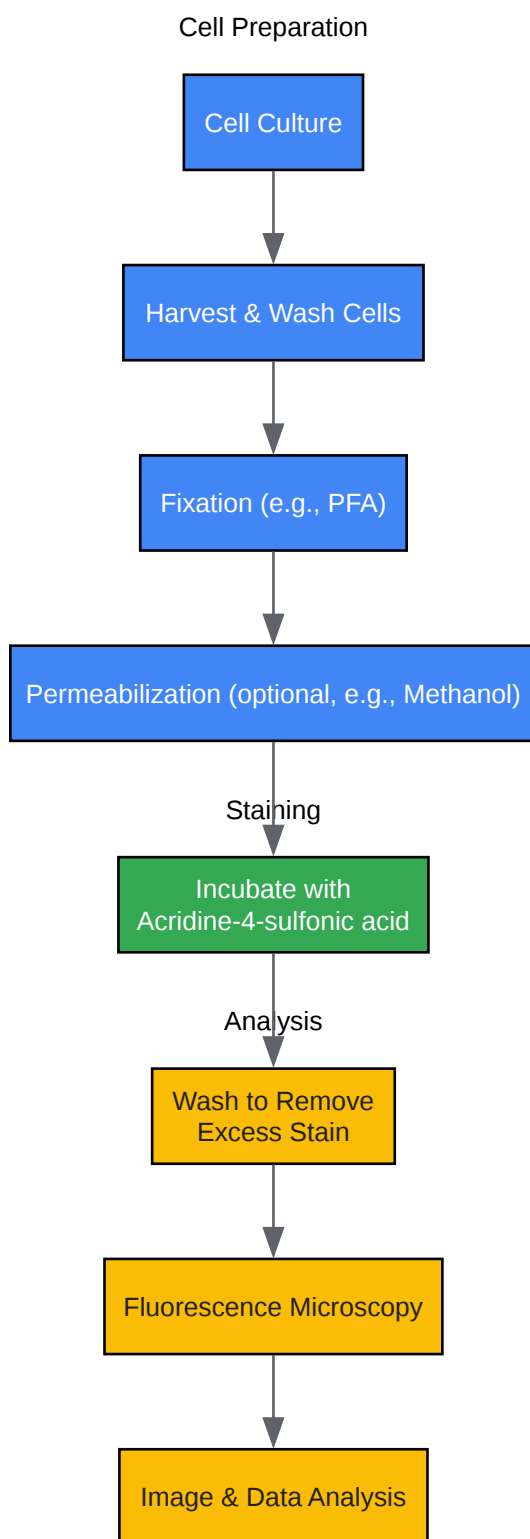 Cell Preparation
Cell Culture
Harvest & Wash Cells
Fixation (e.g., PFA)
Permeabilization (optional, e.g., Methanol)
Staining
Incubate with
Acridine-4-sulfonic acid
Analysis
Wash to Remove
Excess Stain
Fluorescence Microscopy
Image & Data Analysis